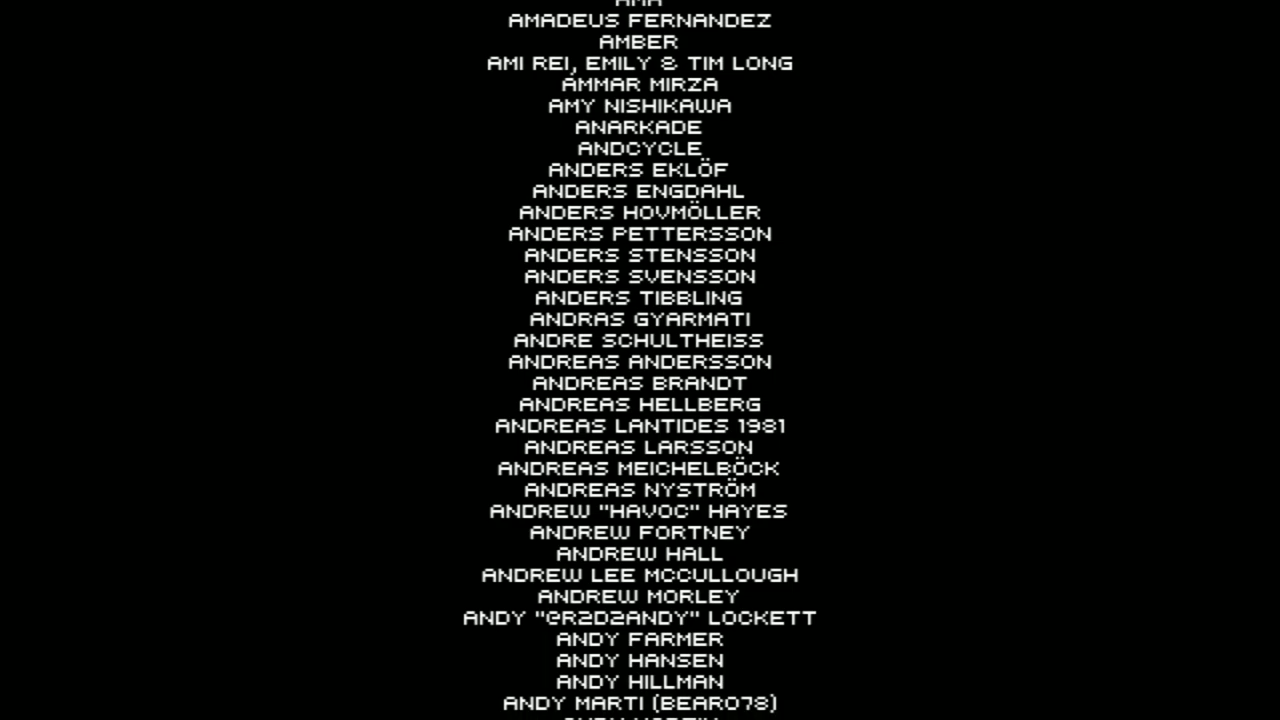 AMA
AMADEUS FERNANDEZ
AMBER
AMI REI, EMILY & TIM LONG
AMMAR MIRZA
AMY NISHIKAWA
ANARKADE
ANDCYCLE
ANDERS EKLÖF
ANDERS ENGDAHL
ANDERS HOVMÖLLER
ANDERS PETTERSSON
ANDERS STENSSON
ANDERS SVENSSON
ANDERS TIBBLING
ANDRAS GYARMATI
ANDRE SCHULTHEISS
ANDREAS ANDERSSON
ANDREAS BRANDT
ANDREAS HELLBERG
ANDREAS LANTIDES 1981
ANDREAS LARSSON
ANDREAS MEICHELBÖCK
ANDREAS NYSTRÖM
ANDREW "HAVOC" HAYES
ANDREW FORTNEY
ANDREW HALL
ANDREW LEE MCCULLOUGH
ANDREW MORLEY
ANDY "@R2D2ANDY" LOCKETT
ANDY FARMER
ANDY HANSEN
ANDY HILLMAN
ANDY MARTI (BEARO78)